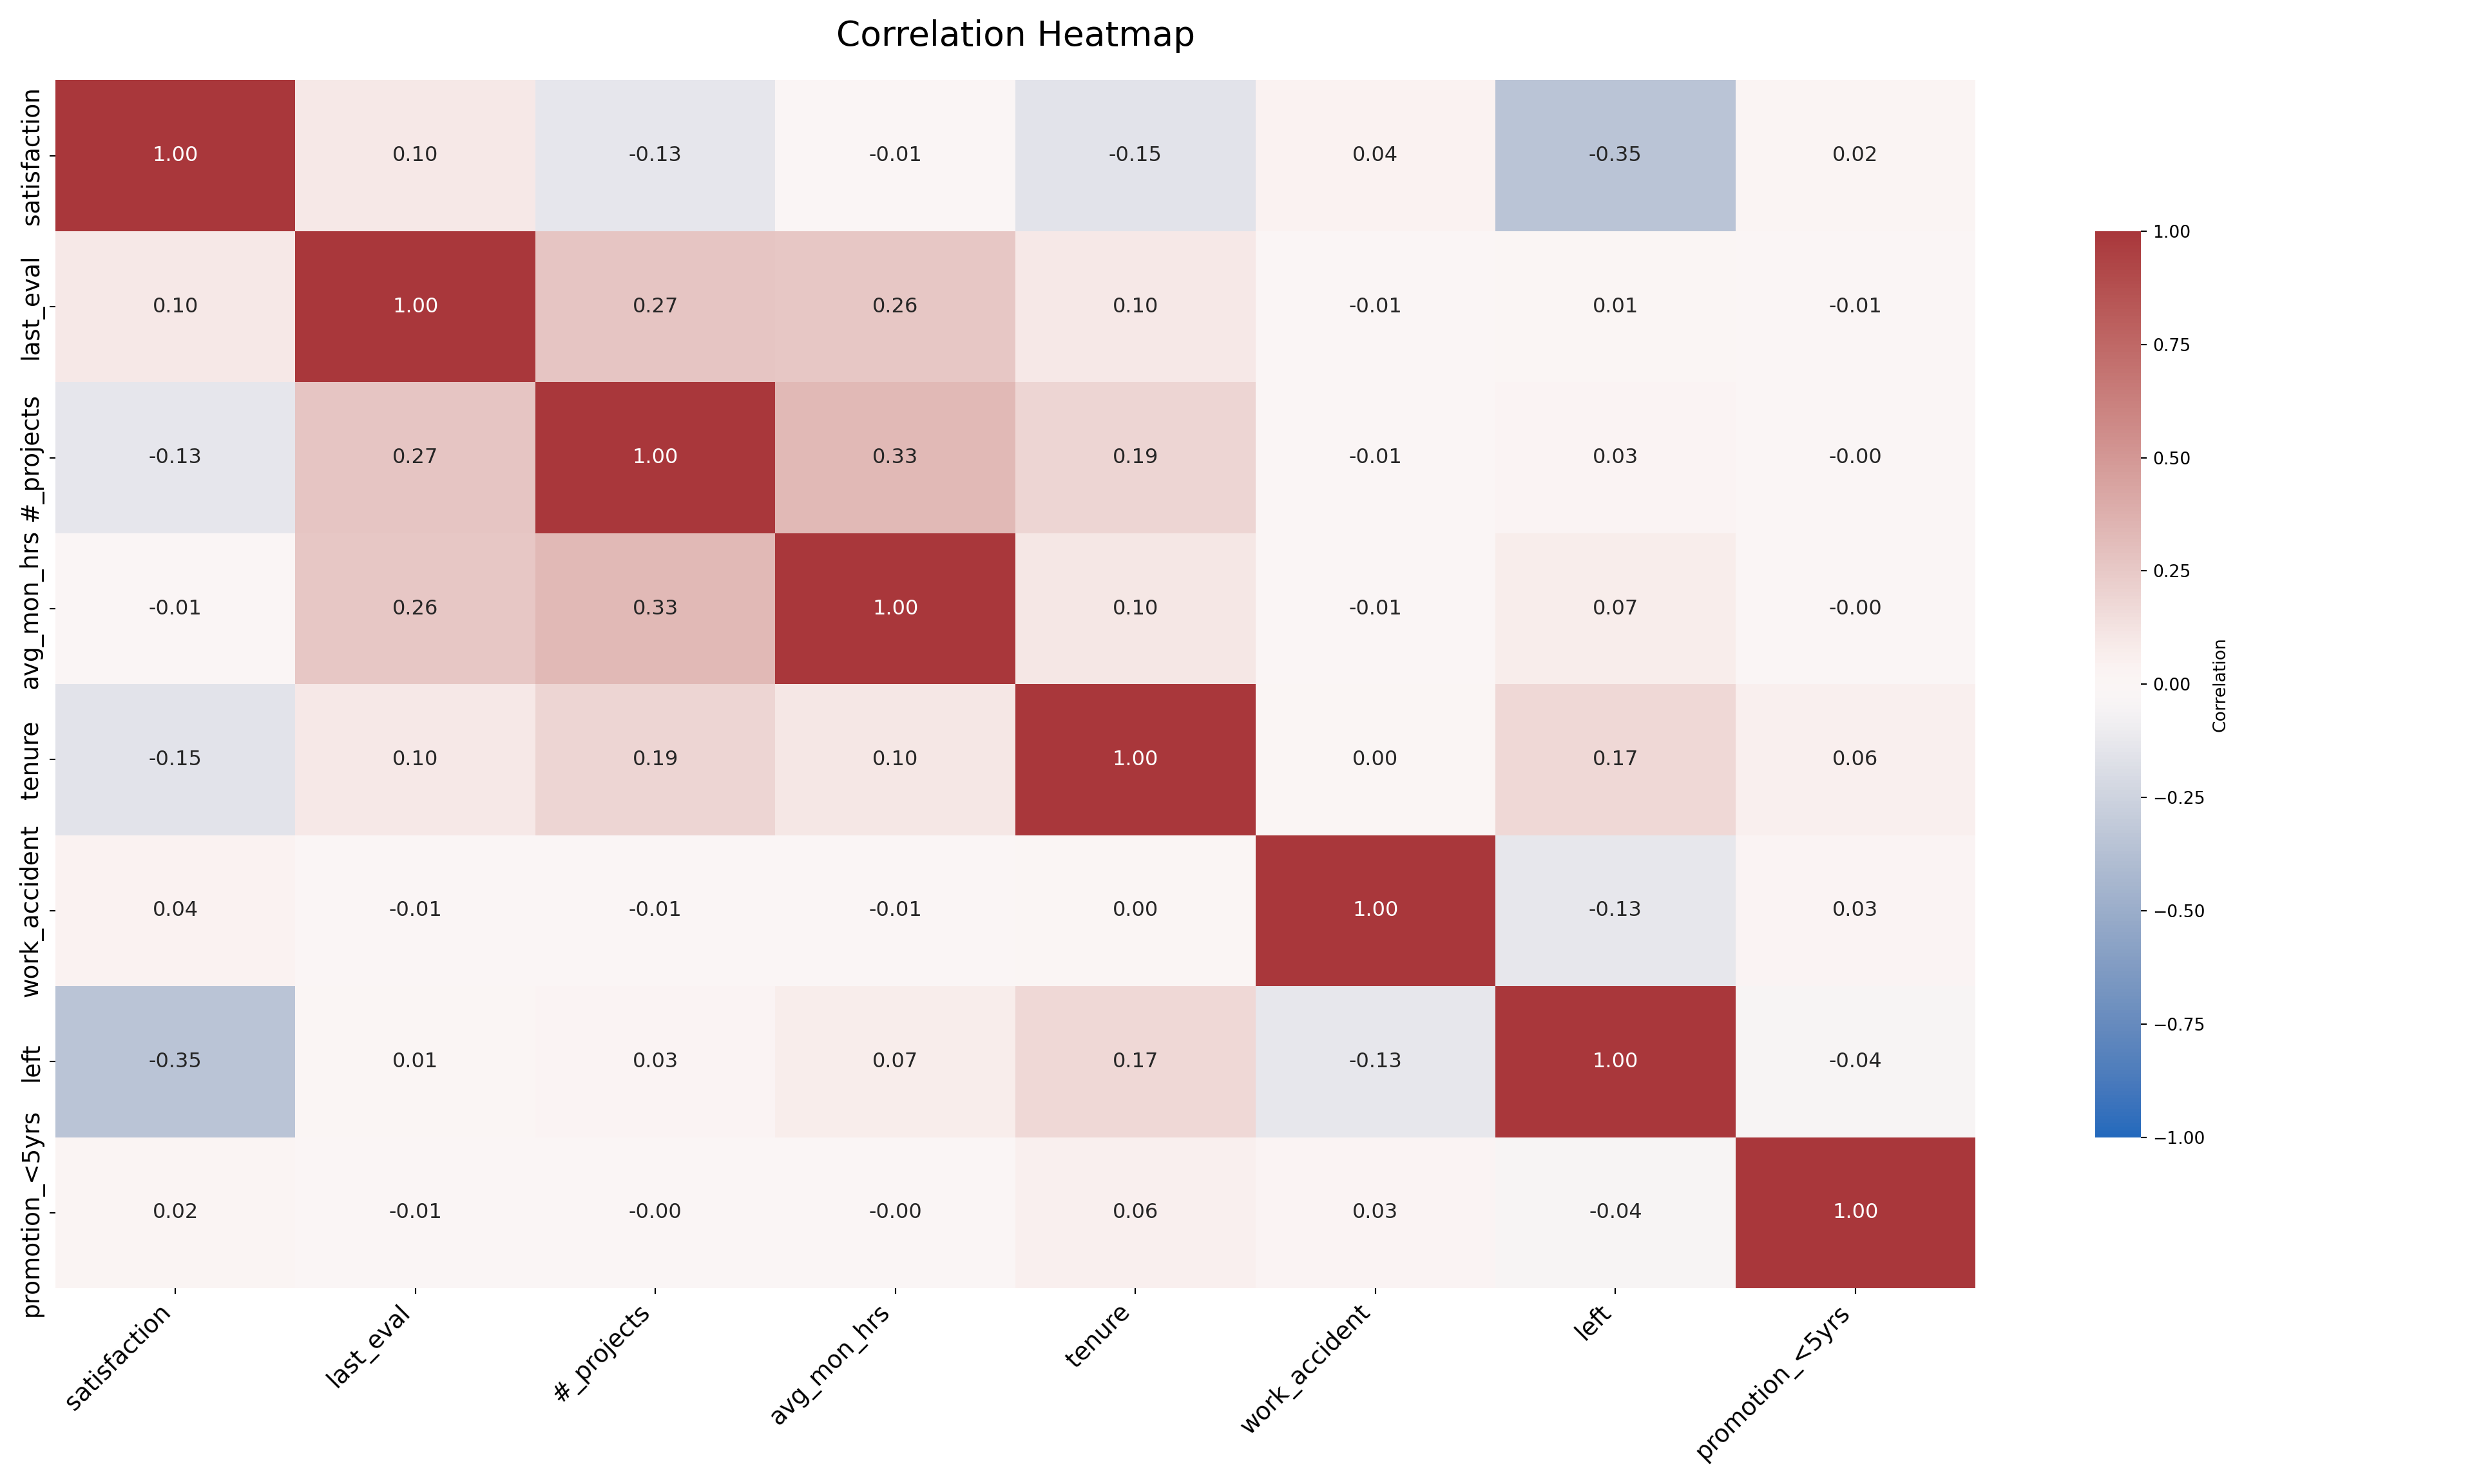 Correlation Heatmap
satisfaction 1.00 0.10 -0.13 -0.01 -0.15 0.04 -0.35 0.02
last_eval 0.10 1.00 0.27 0.26 0.10 -0.01 0.01 -0.01
#_projects -0.13 0.27 1.00 0.33 0.19 -0.01 0.03 -0.00
avg_mon_hrs -0.01 0.26 0.33 1.00 0.10 -0.01 0.07 -0.00
tenure -0.15 0.10 0.19 0.10 1.00 0.00 0.17 0.06
work_accident 0.04 -0.01 -0.01 -0.01 0.00 1.00 -0.13 0.03
left -0.35 0.01 0.03 0.07 0.17 -0.13 1.00 -0.04
promotion_<5yrs 0.02 -0.01 -0.00 -0.00 0.06 0.03 -0.04 1.00
satisfaction last_eval #_projects avg_mon_hrs tenure work_accident left promotion_<5yrs
1.00
0.75
0.50
0.25
0.00
−0.25
−0.50
−0.75
−1.00
Correlation